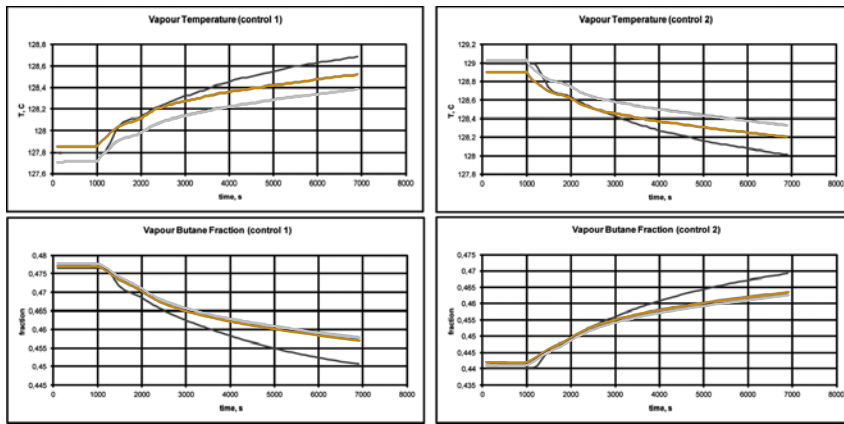 Vapour Temperature (control 1)
128,8
128,6
128,4
128,2
128
127,8
127,6
T, C
0 1000 2000 3000 4000 5000 6000 7000 8000
time, s
Vapour Temperature (control 2)
129,2
129
128,8
128,6
128,4
128,2
128
127,8
T, C
0 1000 2000 3000 4000 5000 6000 7000 8000
time, s
Vapour Butane Fraction (control 1)
0,48
0,475
0,47
0,465
0,46
0,455
0,45
0,445
fraction
0 1000 2000 3000 4000 5000 6000 7000 8000
time, s
Vapour Butane Fraction (control 2)
0,475
0,47
0,465
0,46
0,455
0,45
0,445
0,44
0,435
fraction
0 1000 2000 3000 4000 5000 6000 7000 8000
time, s